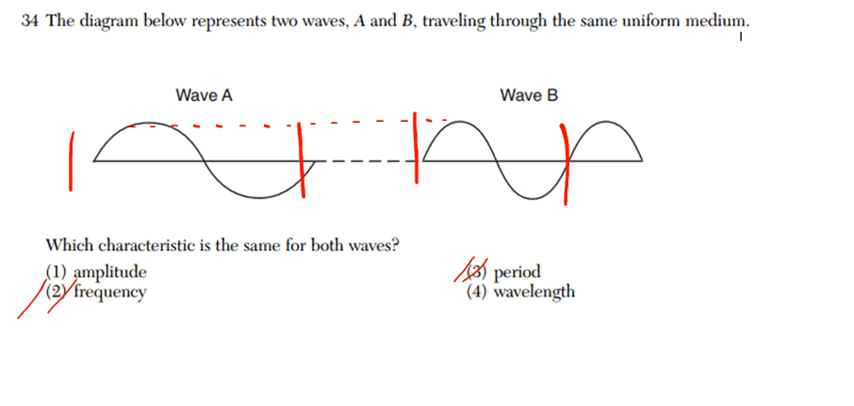 34 The diagram below represents two waves, A and B, traveling through the same uniform medium.
Wave A Wave B
Which characteristic is the same for both waves?
(1) amplitude (3) period
(2) frequency (4) wavelength